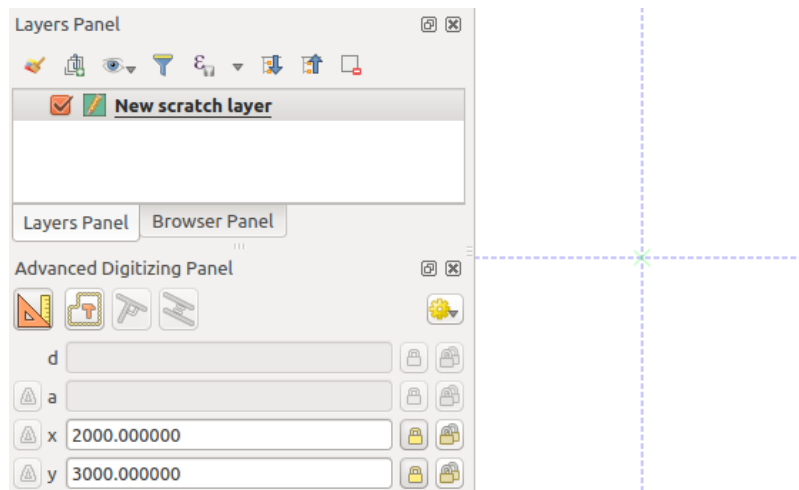 Layers Panel
New scratch layer
Layers Panel Browser Panel
Advanced Digitizing Panel
d
a
x 2000.000000
y 3000.000000